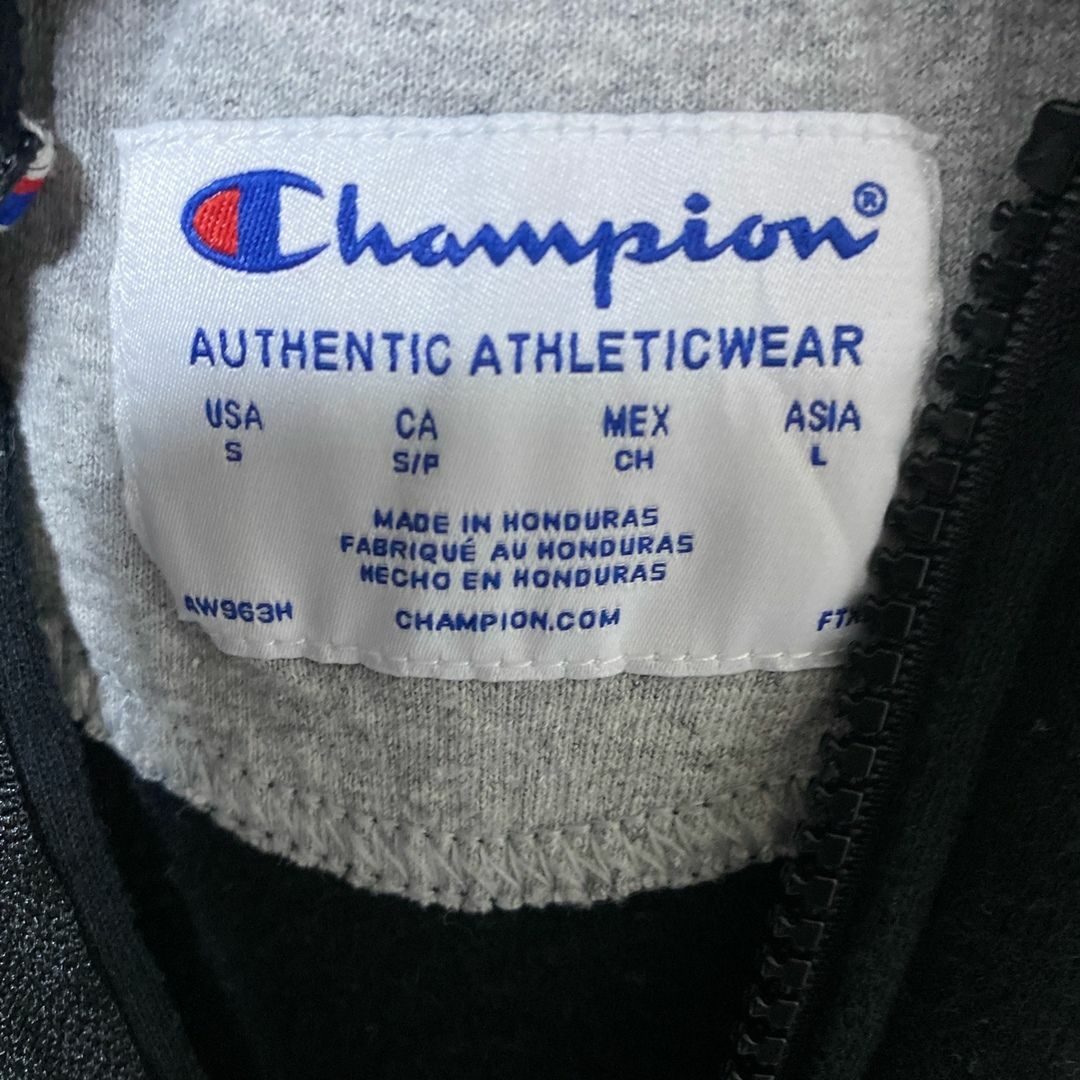 Champion®
AUTHENTIC ATHLETICWEAR
USA CA MEX ASIA
S S/P CH L
MADE IN HONDURAS
FABRIQUÉ AU HONDURAS
HECHO EN HONDURAS
AW963H CHAMPION.COM